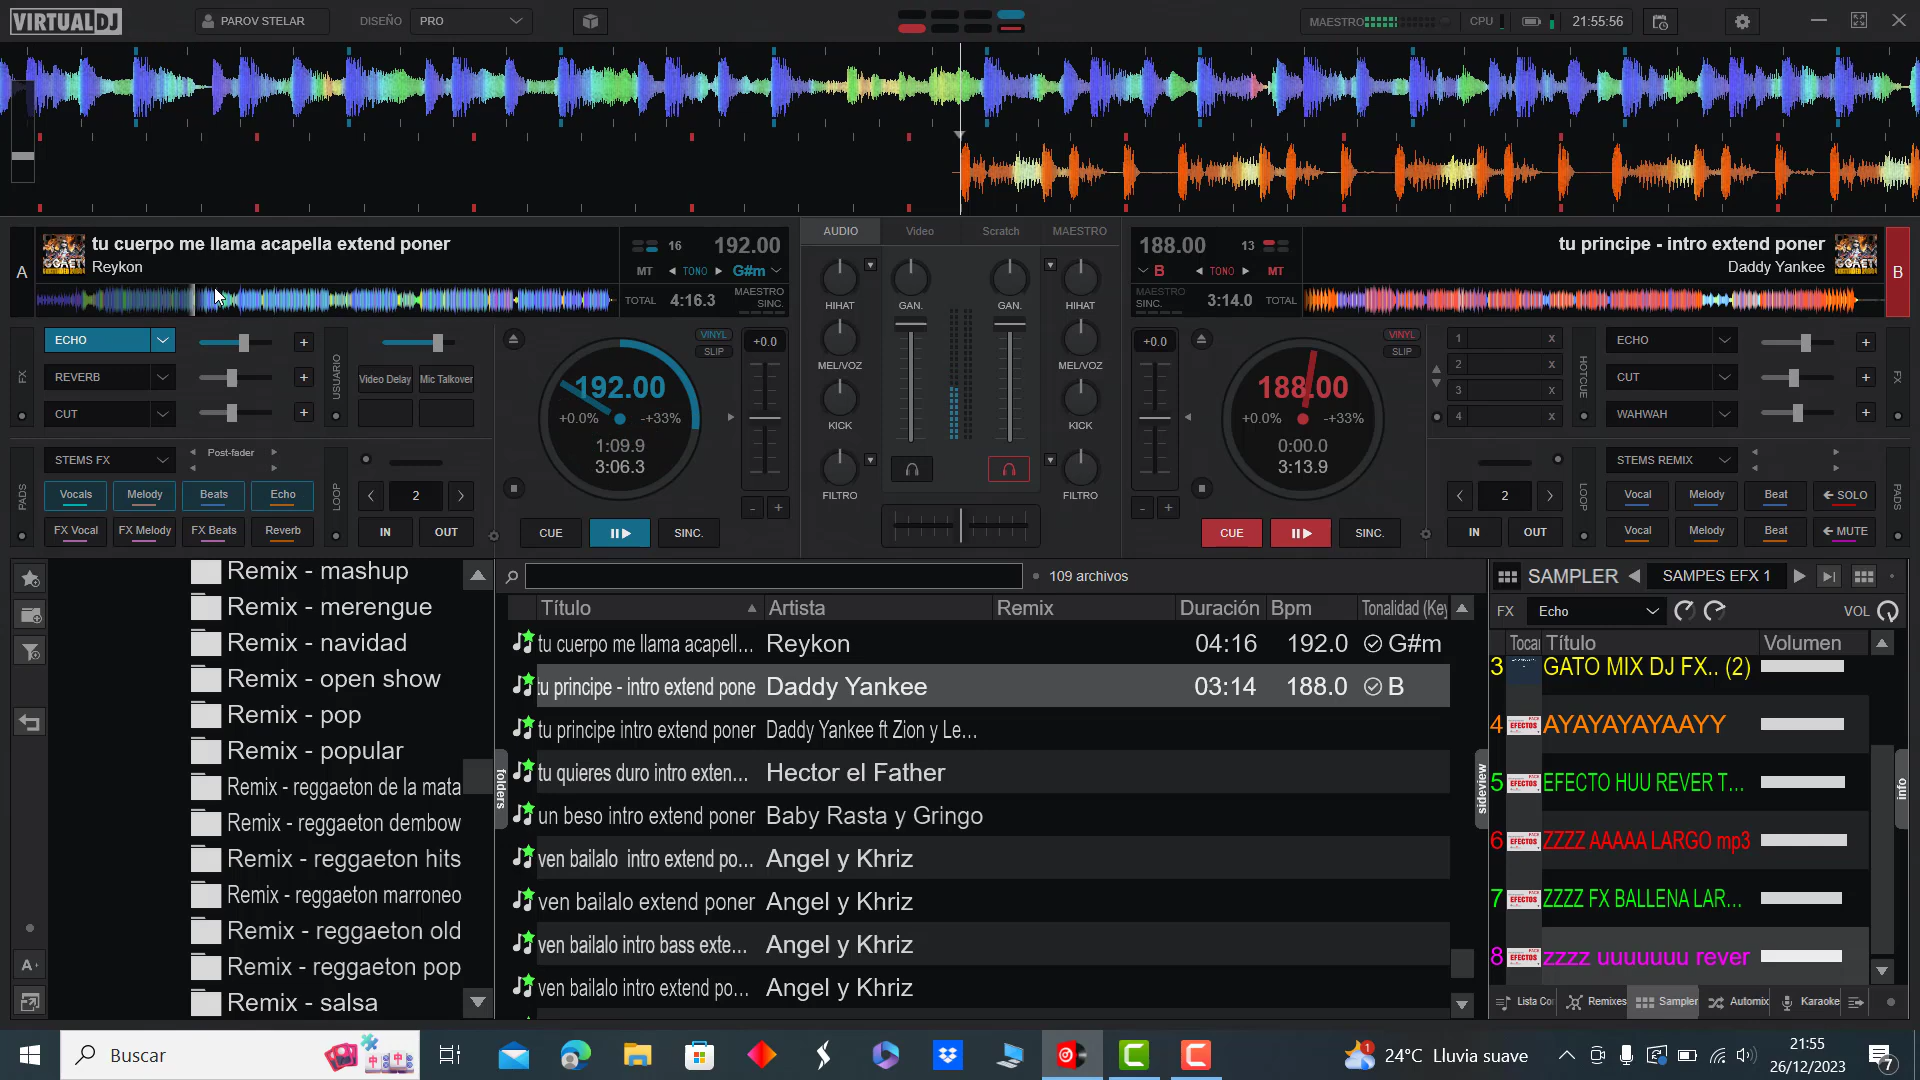 VIRTUALDJ
PAROV STELAR
DISEÑO
PRO
MAESTRO
CPU
21:55:56
A
tu cuerpo me llama acapella extend poner
Reykon
16
192.00
MT
TONO
G#m
TOTAL
4:16.3
MAESTRO
SINC.
AUDIO
Video
Scratch
MAESTRO
188.00
13
B
TONO
MT
MAESTRO
SINC.
3:14.0
TOTAL
tu principe - intro extend poner
Daddy Yankee
B
HIHAT
GAN.
GAN.
HIHAT
MEL/VOZ
MEL/VOZ
KICK
KICK
FILTRO
FILTRO
FX
ECHO
REVERB
CUT
USUARIO
Video Delay
Mic Talkover
VINYL
SLIP
+0.0
192.00
+0.0%
-+33%
1:09.9
3:06.3
+0.0
VINYL
SLIP
188.00
+0.0%
-+33%
0:00.0
3:13.9
1 x
2 x
3 x
4 x
HOTCUE
ECHO
CUT
WAHWAH
FX
PADS
STEMS FX
Post-fader
Vocals
Melody
Beats
Echo
FX Vocal
FX Melody
FX Beats
Reverb
LOOP
2
IN
OUT
CUE
SINC.
- +
- +
CUE
SINC.
2
IN
OUT
LOOP
STEMS REMIX
Vocal
Melody
Beat
SOLO
Vocal
Melody
Beat
MUTE
PADS
Remix - mashup
Remix - merengue
Remix - navidad
Remix - open show
Remix - pop
Remix - popular
Remix - reggaeton de la mata
Remix - reggaeton dembow
Remix - reggaeton hits
Remix - reggaeton marroneo
Remix - reggaeton old
Remix - reggaeton pop
Remix - salsa
folders
109 archivos
Título Artista Remix Duración Bpm Tonalidad (Key
tu cuerpo me llama acapell... Reykon 04:16 192.0 G#m
tu principe - intro extend pone Daddy Yankee 03:14 188.0 B
tu principe intro extend poner Daddy Yankee ft Zion y Le...
tu quieres duro intro exten... Hector el Father
un beso intro extend poner Baby Rasta y Gringo
ven bailalo intro extend po... Angel y Khriz
ven bailalo extend poner Angel y Khriz
ven bailalo intro bass exte... Angel y Khriz
ven bailalo intro extend po... Angel y Khriz
sideview
SAMPLER
SAMPES EFX 1
FX
Echo
VOL
Tocar Título Volumen
3 GATO MIX DJ FX.. (2)
4 EFECTOS AYAYAYAYAAYY
5 EFECTOS EFECTO HUU REVER T...
6 EFECTOS ZZZZ AAAAA LARGO mp3
7 EFECTOS ZZZZ FX BALLENA LAR...
8 EFECTOS zzzz uuuuuuu rever
info
Lista Cor
Remixes
Sampler
Automix
Karaoke
A+
Buscar
1
24°C Lluvia suave
21:55
26/12/2023
7